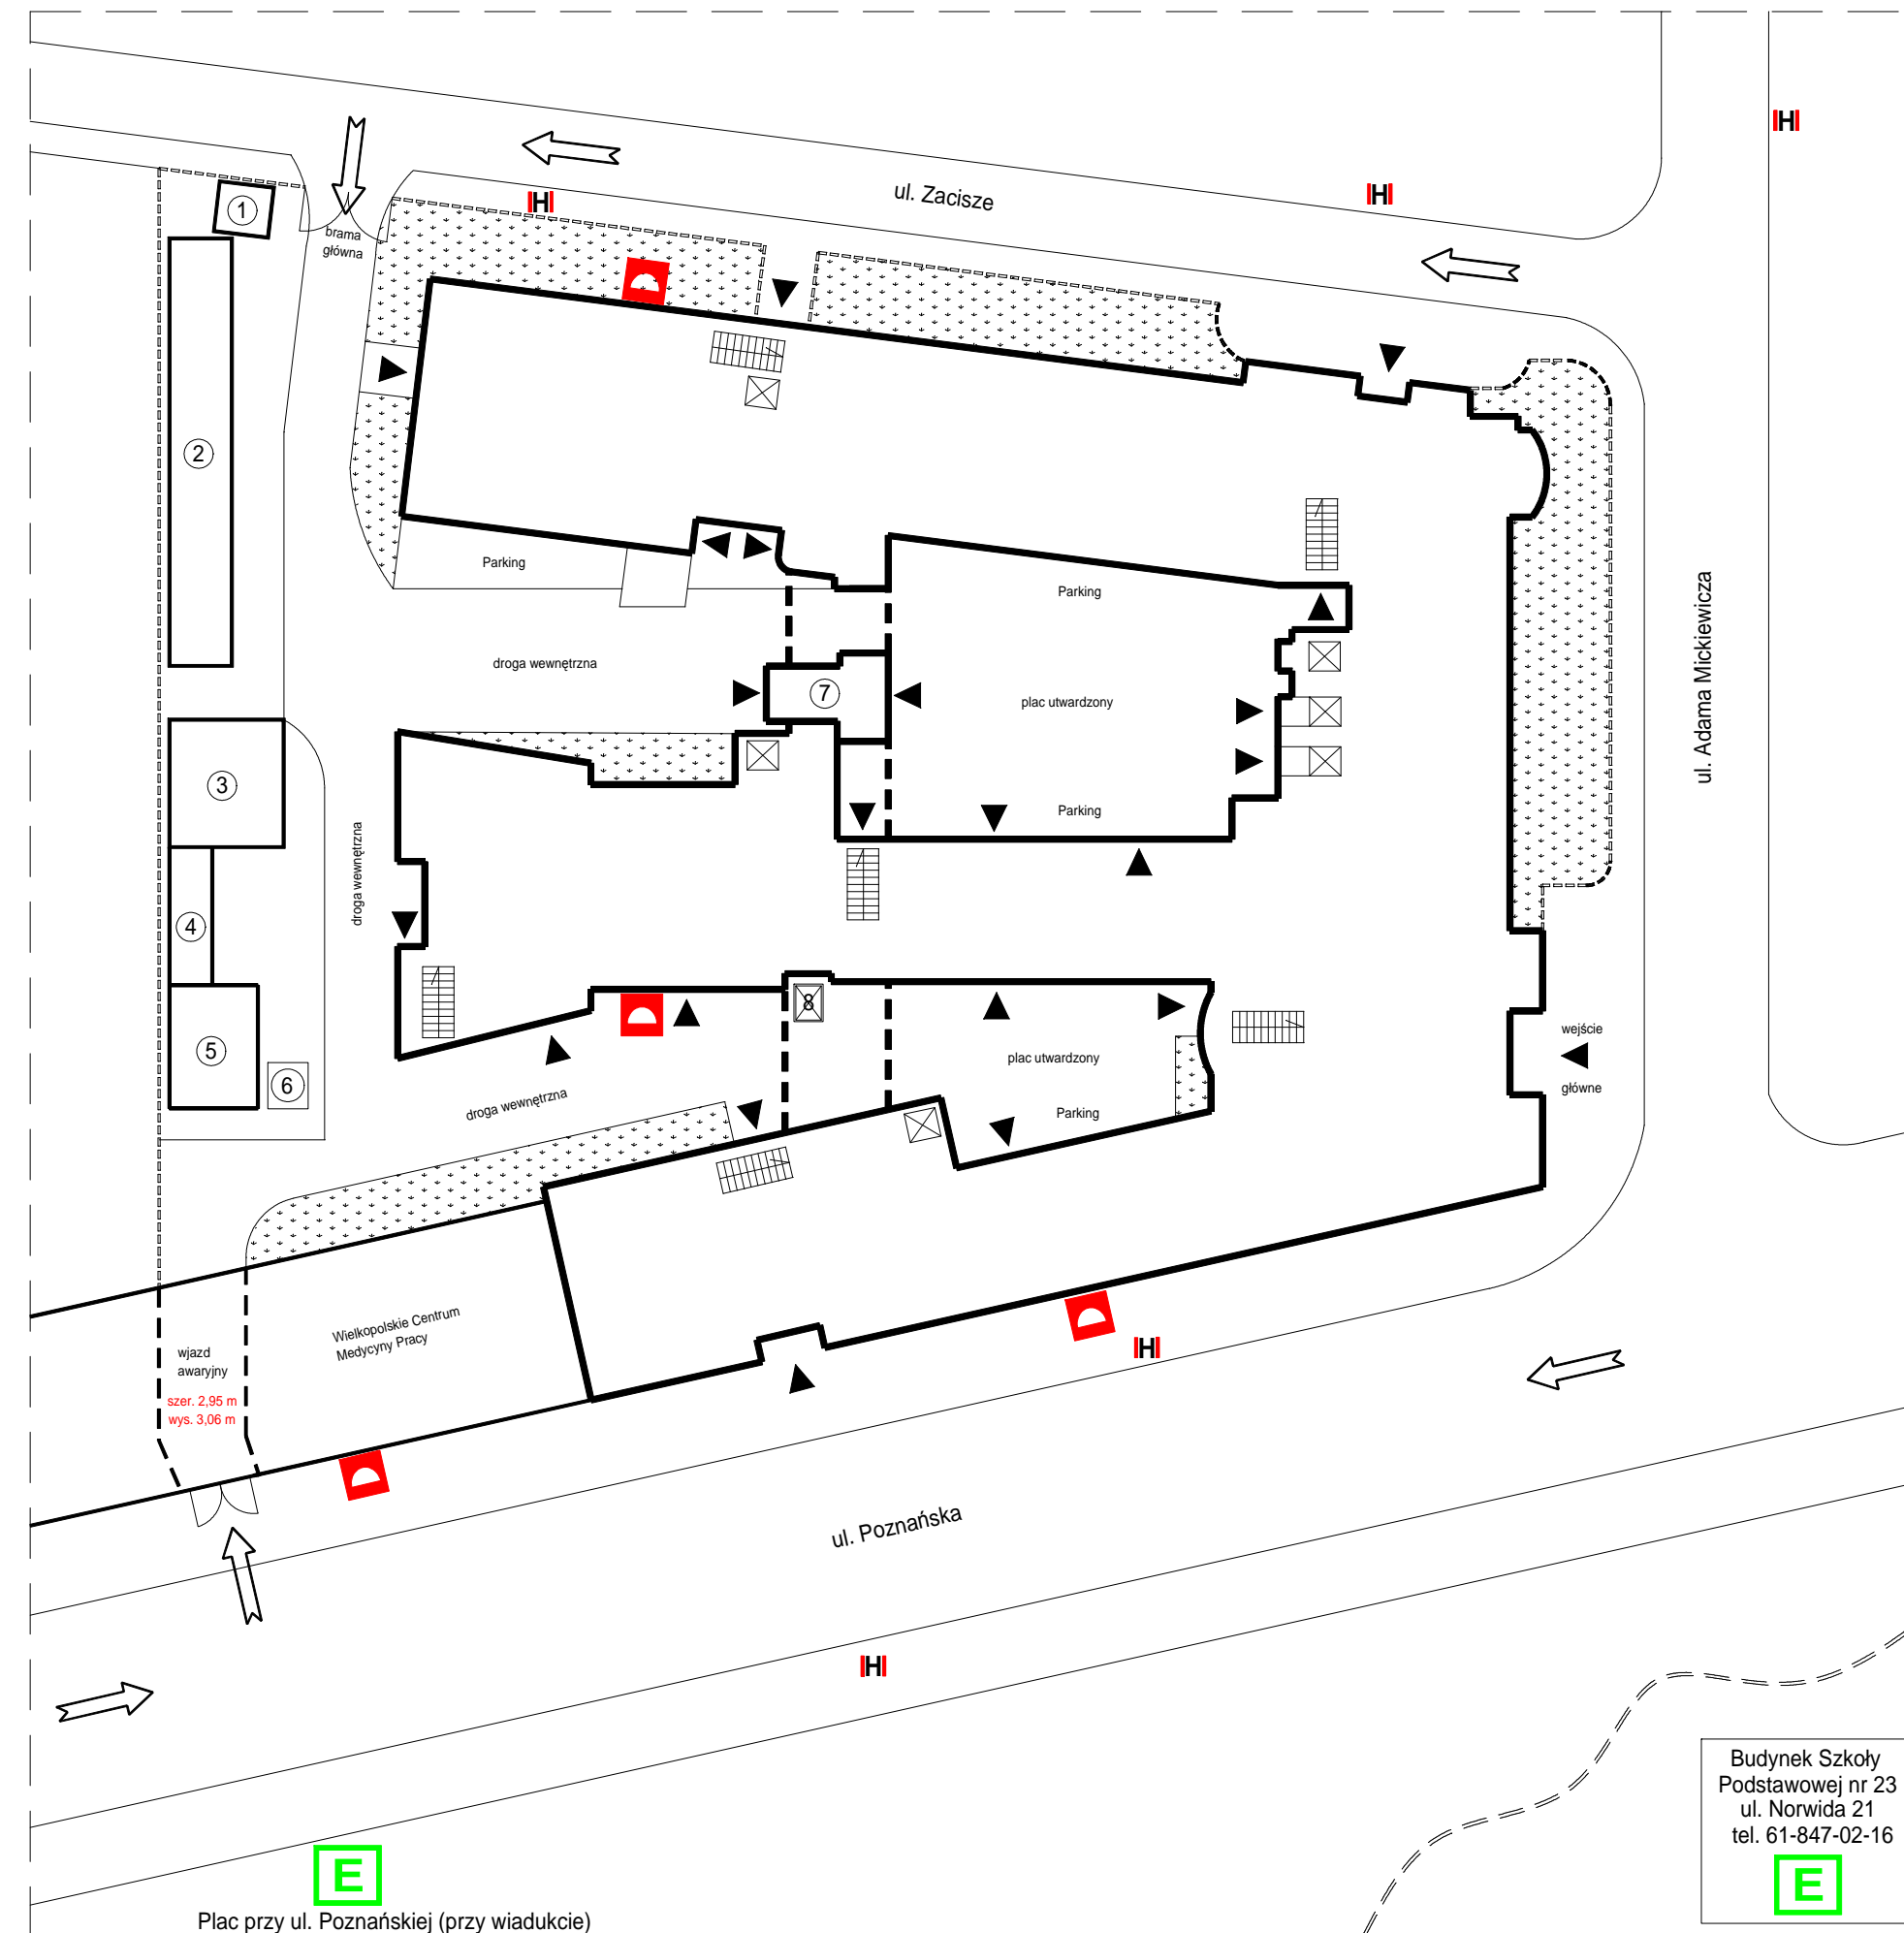 H
H
H
ul. Zacisze
1
brama
główna
2
Parking
Parking
droga wewnętrzna
7
plac utwardzony
ul. Adama Mickiewicza
3
Parking
droga wewnętrzna
4
8
5
6
plac utwardzony
wejście
główne
droga wewnętrzna
Parking
Wielkopolskie Centrum
Medycyny Pracy
wjazd
awaryjny
szer. 2,95 m
wys. 3,06 m
H
ul. Poznańska
H
Budynek Szkoły
Podstawowej nr 23
ul. Norwida 21
tel. 61-847-02-16
E
E
Plac przy ul. Poznańskiej (przy wiadukcie)